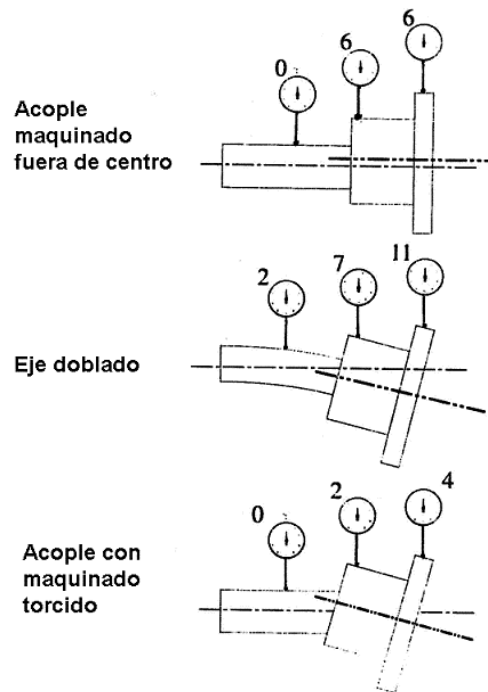 0
6
6
Acople
maquinado
fuera de centro
2
7
11
Eje doblado
0
2
4
Acople con
maquinado
torcido